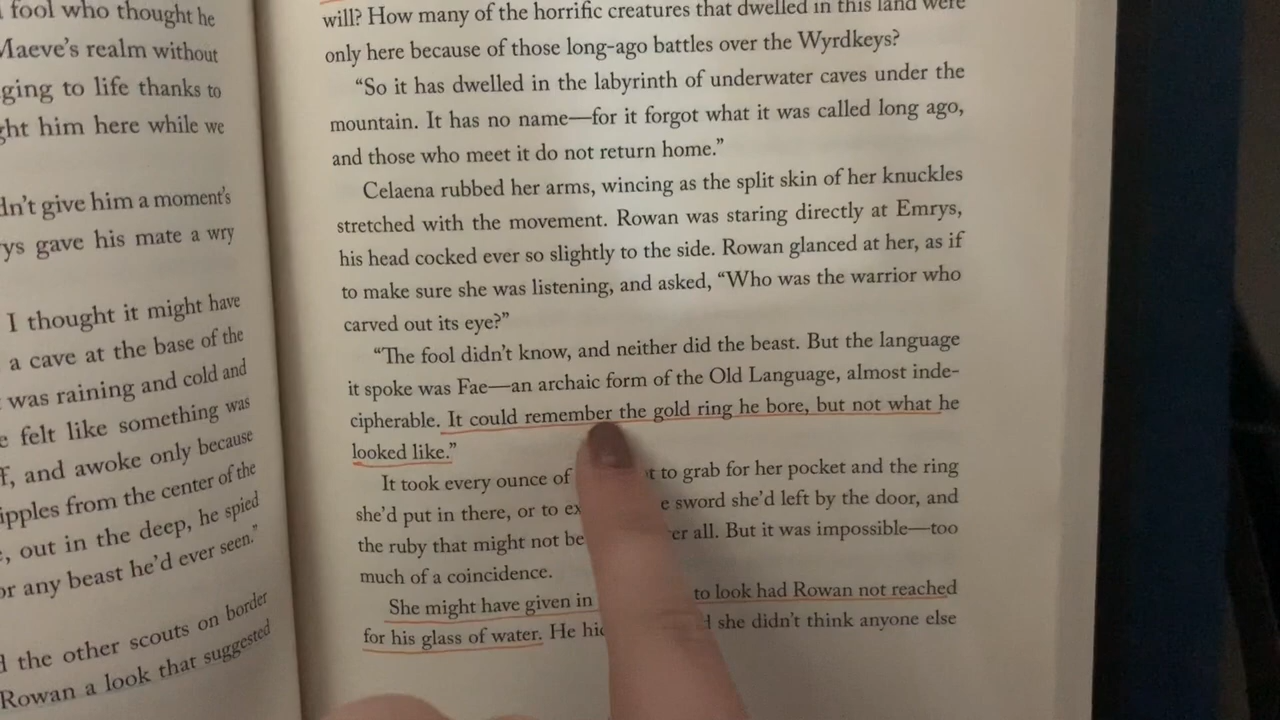 fool who thought he
Maeve's realm without
ging to life thanks to
ght him here while we
dn't give him a moment's
ys gave his mate a wry
I thought it might have
a cave at the base of the
was raining and cold and
e felt like something was
f, and awoke only because
ipples from the center of the
e, out in the deep, he spied
or any beast he'd ever seen."
the other scouts on border
Rowan a look that suggested
will? How many of the horrific creatures that dwelled in this land were
only here because of those long-ago battles over the Wyrdkeys?
"So it has dwelled in the labyrinth of underwater caves under the
mountain. It has no name—for it forgot what it was called long ago,
and those who meet it do not return home."
Celaena rubbed her arms, wincing as the split skin of her knuckles
stretched with the movement. Rowan was staring directly at Emrys,
his head cocked ever so slightly to the side. Rowan glanced at her, as if
to make sure she was listening, and asked, "Who was the warrior who
carved out its eye?"
"The fool didn't know, and neither did the beast. But the language
it spoke was Fae—an archaic form of the Old Language, almost inde-
cipherable. It could remember the gold ring he bore, but not what he
looked like."
It took every ounce of to grab for her pocket and the ring
she'd put in there, or to ex e sword she'd left by the door, and
the ruby that might not be er all. But it was impossible—too
much of a coincidence.
She might have given in to look had Rowan not reached
for his glass of water. He hid she didn't think anyone else